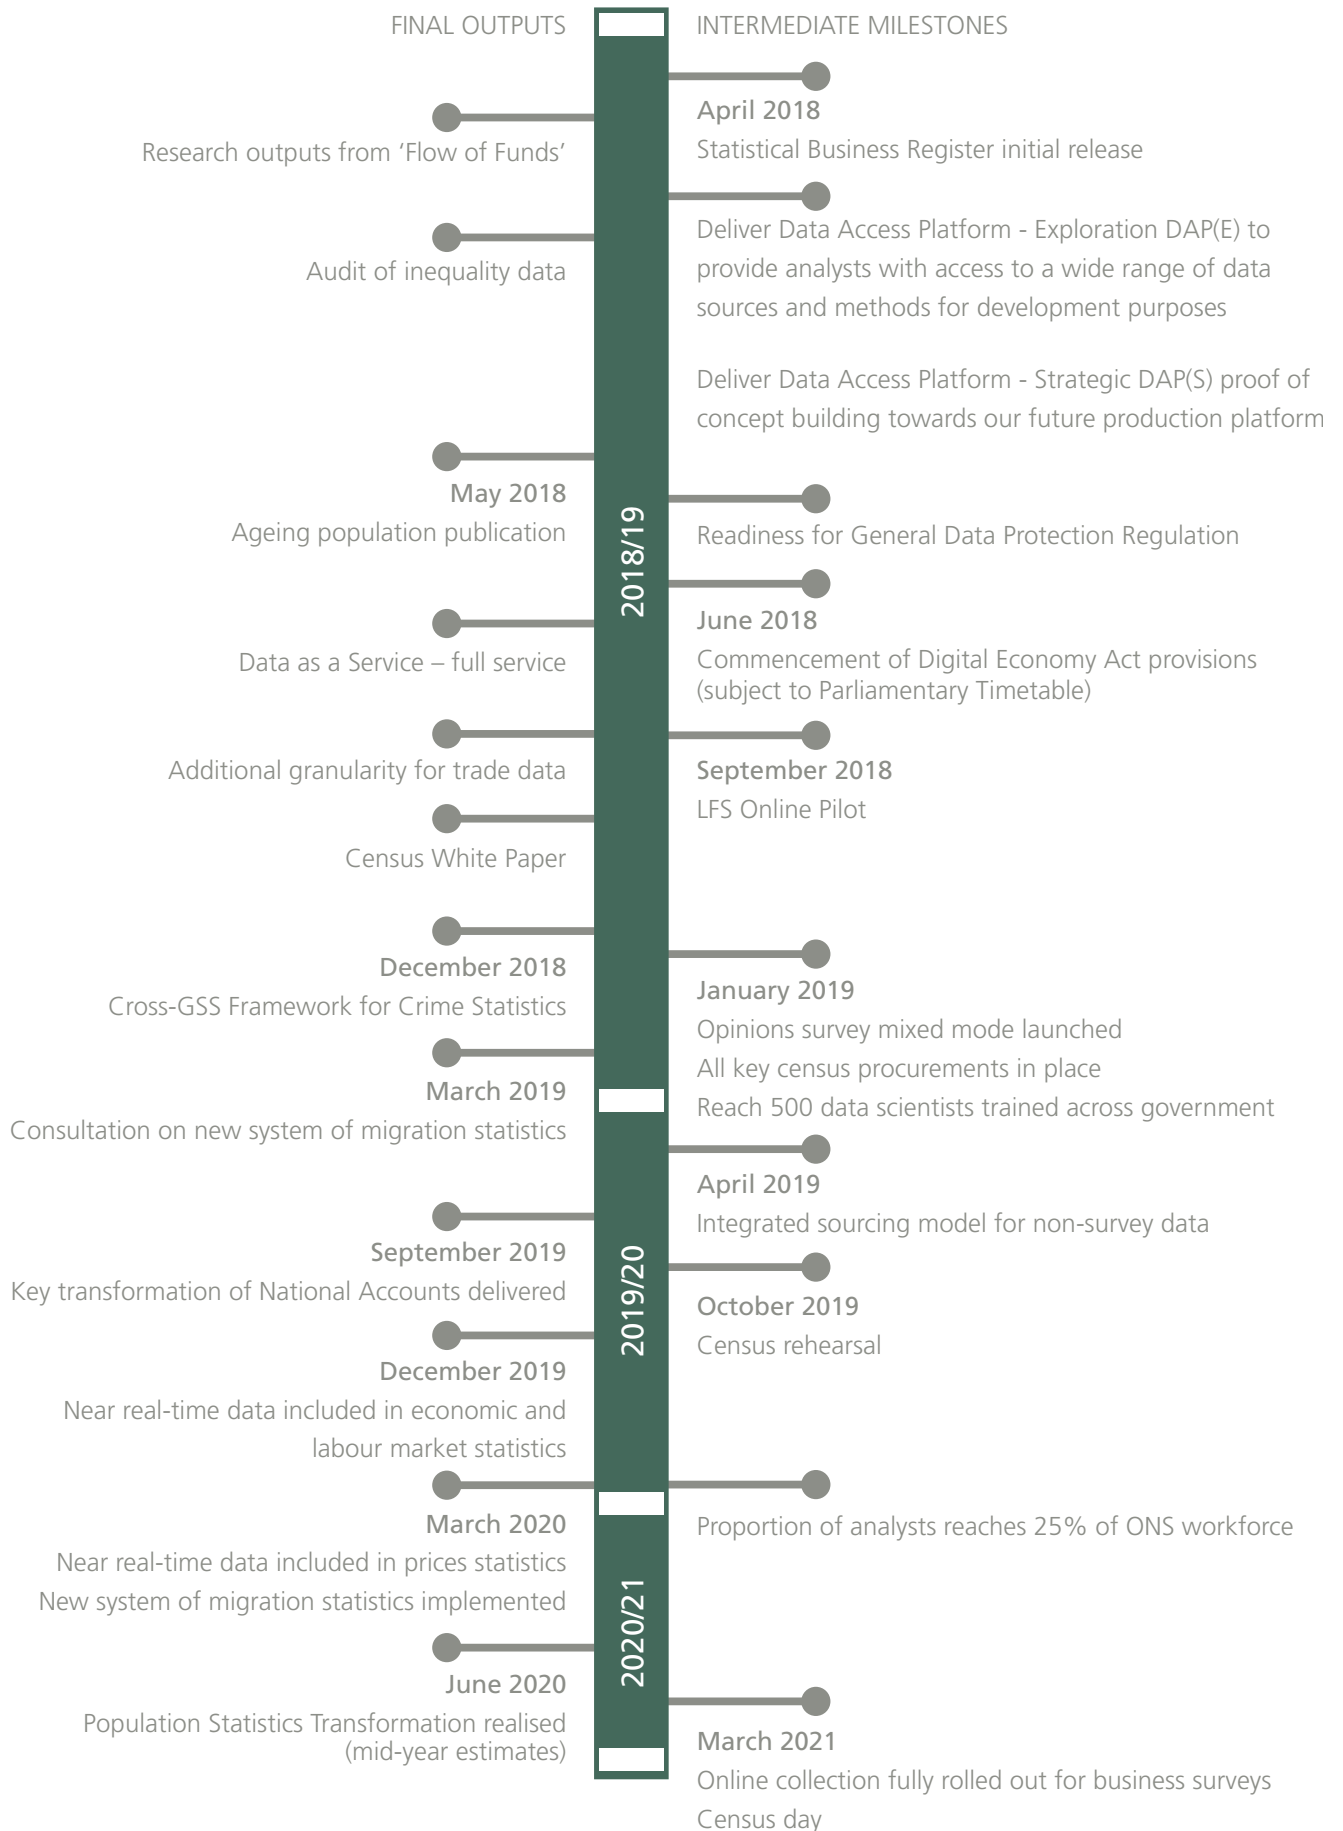 FINAL OUTPUTS
INTERMEDIATE MILESTONES
April 2018
Statistical Business Register initial release
Research outputs from ‘Flow of Funds’
Deliver Data Access Platform - Exploration DAP(E) to
provide analysts with access to a wide range of data
sources and methods for development purposes
Audit of inequality data
Deliver Data Access Platform - Strategic DAP(S) proof of
concept building towards our future production platform
May 2018
Ageing population publication
Readiness for General Data Protection Regulation
2018/19
June 2018
Commencement of Digital Economy Act provisions
(subject to Parliamentary Timetable)
Data as a Service – full service
Additional granularity for trade data
September 2018
LFS Online Pilot
Census White Paper
December 2018
Cross-GSS Framework for Crime Statistics
January 2019
Opinions survey mixed mode launched
All key census procurements in place
Reach 500 data scientists trained across government
March 2019
Consultation on new system of migration statistics
April 2019
Integrated sourcing model for non-survey data
September 2019
Key transformation of National Accounts delivered
2019/20
October 2019
Census rehearsal
December 2019
Near real-time data included in economic and
labour market statistics
March 2020
Near real-time data included in prices statistics
New system of migration statistics implemented
Proportion of analysts reaches 25% of ONS workforce
2020/21
June 2020
Population Statistics Transformation realised
(mid-year estimates)
March 2021
Online collection fully rolled out for business surveys
Census day